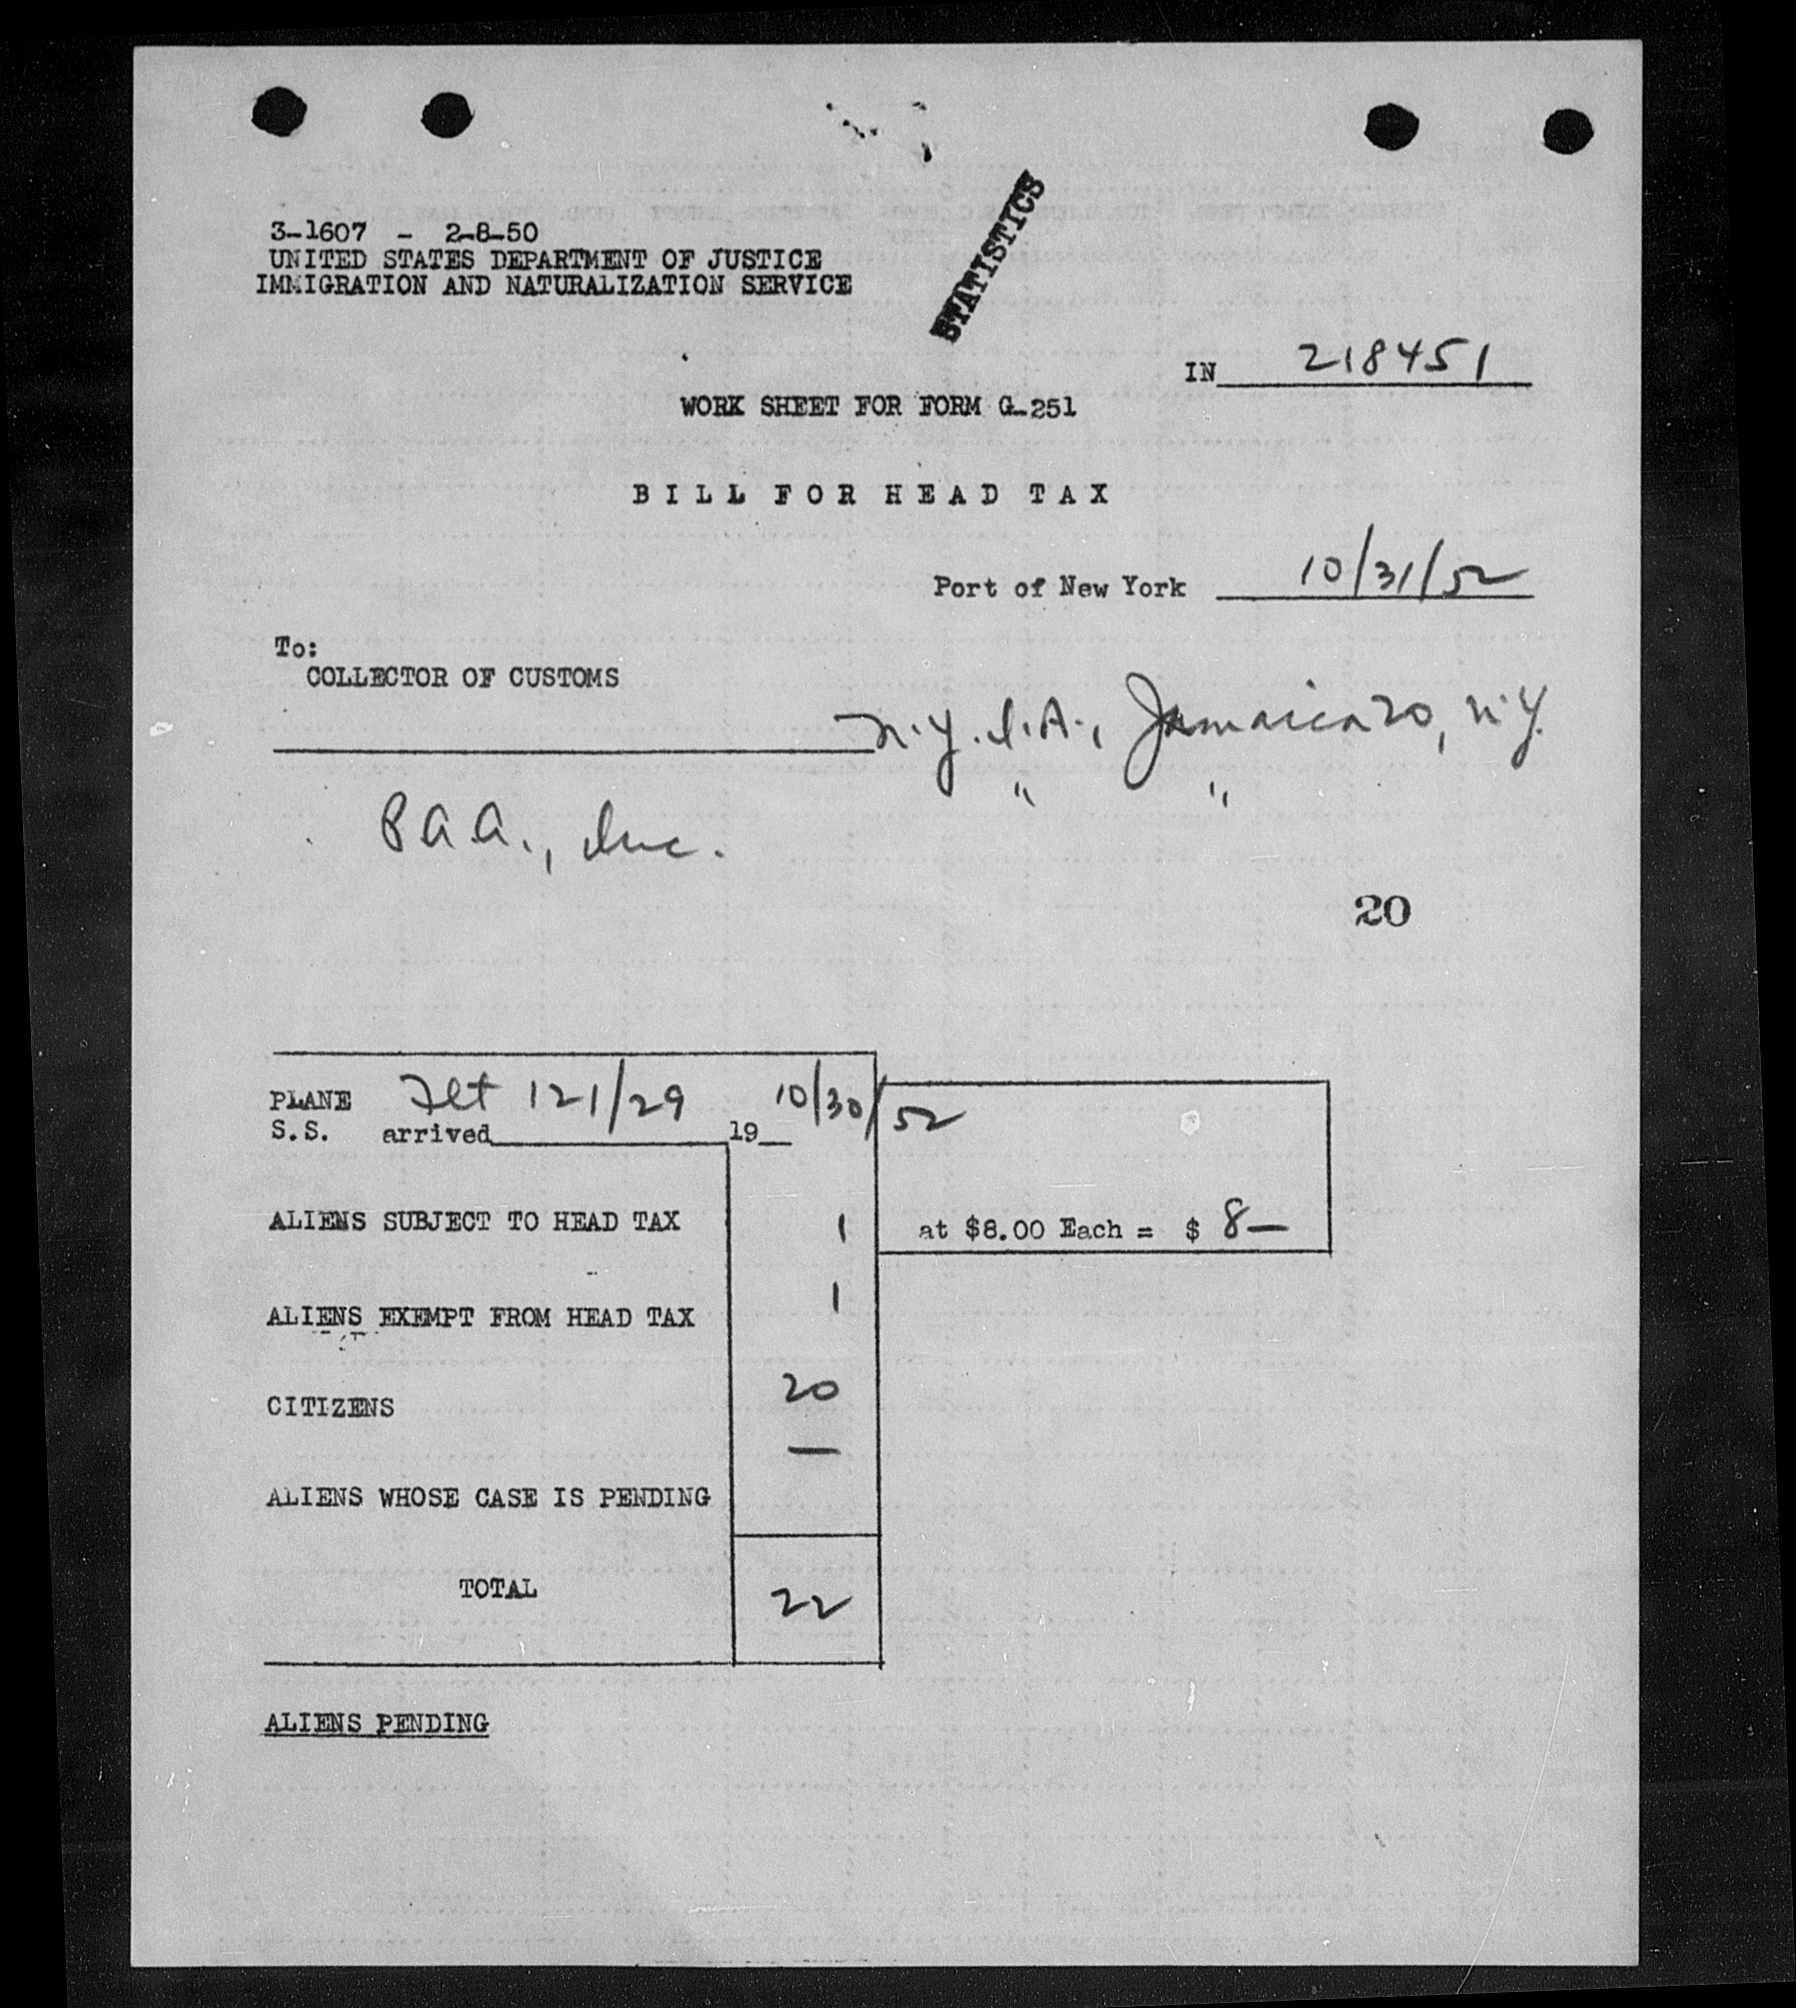 3-1607 - 2-8-50
UNITED STATES DEPARTMENT OF JUSTICE
IMMIGRATION AND NATURALIZATION SERVICE
STATISTICS
IN 218451
WORK SHEET FOR FORM G-251
BILL FOR HEAD TAX
Port of New York 10/31/52
To:
COLLECTOR OF CUSTOMS
N.Y.I.A., Jamaica 20, N.Y.
" "
P A A., Inc.
20
PLANE Flt 121/29 10/30/52
S.S. arrived 19
ALIENS SUBJECT TO HEAD TAX 1 at $8.00 Each = $ 8—
ALIENS EXEMPT FROM HEAD TAX 1
CITIZENS 20
—
ALIENS WHOSE CASE IS PENDING
TOTAL 22
ALIENS PENDING